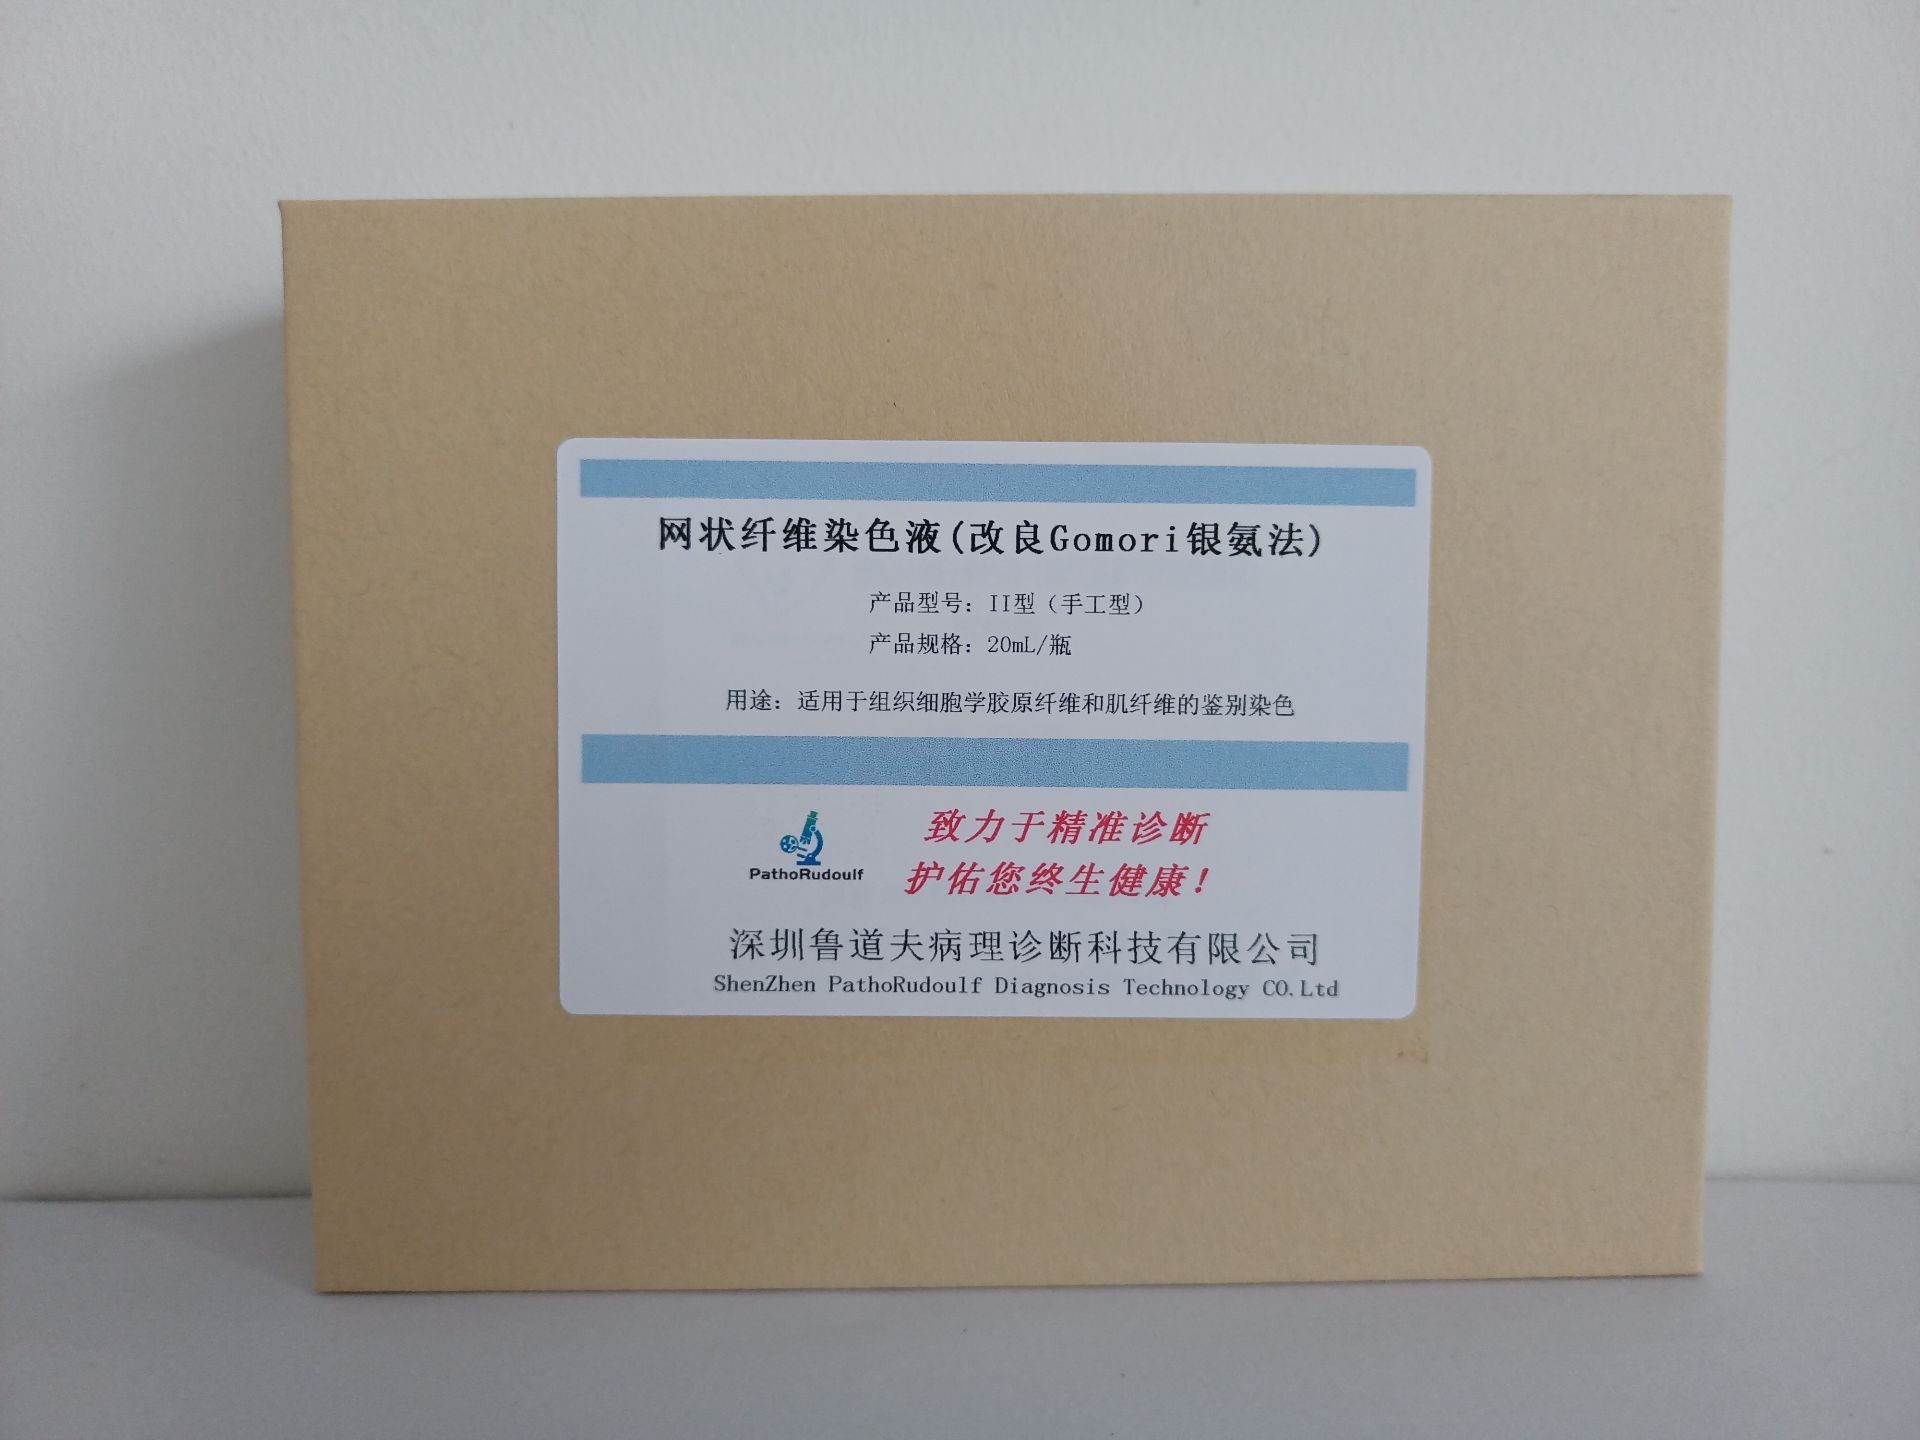 网状纤维染色液(改良Gomori银氨法)
产品型号：II型（手工型）
产品规格：20mL/瓶
用途：适用于组织细胞学胶原纤维和肌纤维的鉴别染色
致力于精准诊断
护佑您终生健康！
PathoRudoulf
深圳鲁道夫病理诊断科技有限公司
ShenZhen PathoRudoulf Diagnosis Technology CO.Ltd